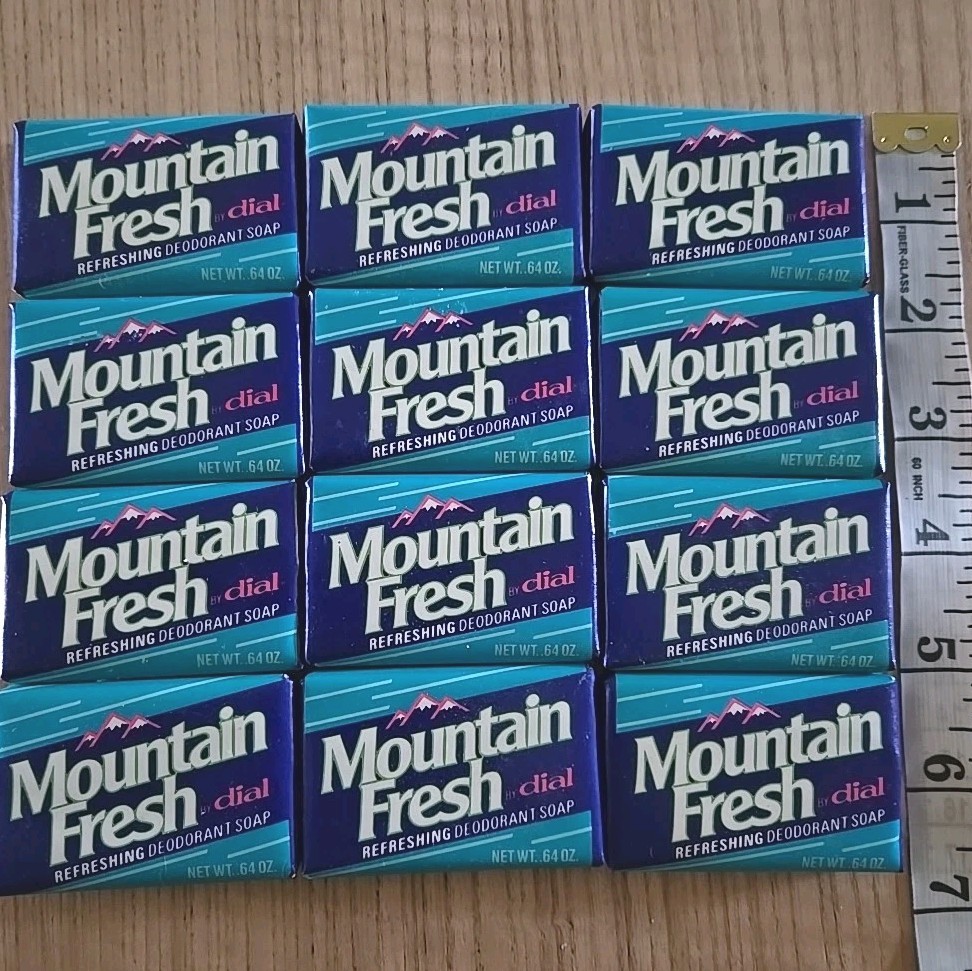 Mountain
Fresh BY dial
REFRESHING DEODORANT SOAP
NET WT. .64 OZ.
Mountain
Fresh BY dial
REFRESHING DEODORANT SOAP
NET WT. .64 OZ.
Mountain
Fresh BY dial
REFRESHING DEODORANT SOAP
NET WT. .64 OZ.
Mountain
Fresh BY dial
REFRESHING DEODORANT SOAP
NET WT. .64 OZ.
Mountain
Fresh BY dial
REFRESHING DEODORANT SOAP
NET WT. .64 OZ.
Mountain
Fresh BY dial
REFRESHING DEODORANT SOAP
NET WT. .64 OZ.
Mountain
Fresh BY dial
REFRESHING DEODORANT SOAP
NET WT. .64 OZ.
Mountain
Fresh BY dial
REFRESHING DEODORANT SOAP
NET WT. .64 OZ.
Mountain
Fresh BY dial
REFRESHING DEODORANT SOAP
NET WT. .64 OZ.
Mountain
Fresh BY dial
REFRESHING DEODORANT SOAP
NET WT. .64 OZ.
Mountain
Fresh BY dial
REFRESHING DEODORANT SOAP
NET WT. .64 OZ.
Mountain
Fresh BY dial
REFRESHING DEODORANT SOAP
NET WT. .64 OZ.
1
FIBER-GLASS
2
3
60 INCH
4
5
6
7